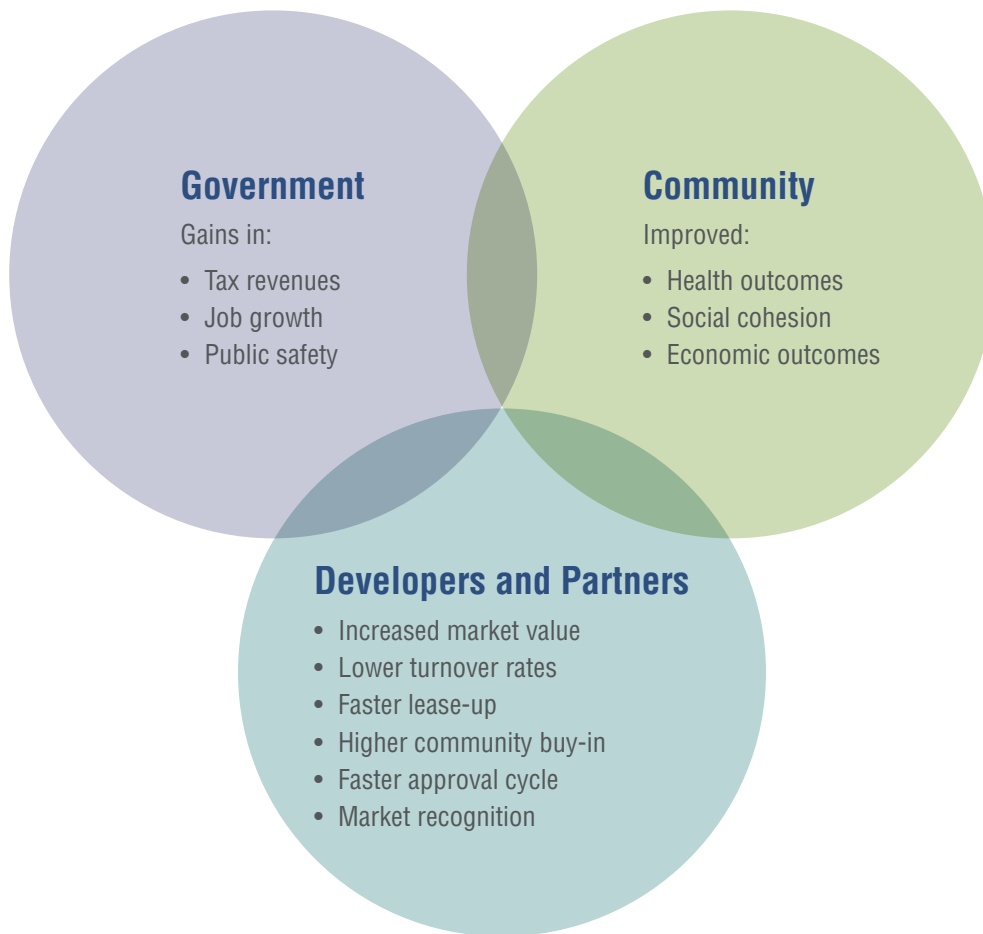 Government
Gains in:
• Tax revenues
• Job growth
• Public safety
Community
Improved:
• Health outcomes
• Social cohesion
• Economic outcomes
Developers and Partners
• Increased market value
• Lower turnover rates
• Faster lease-up
• Higher community buy-in
• Faster approval cycle
• Market recognition